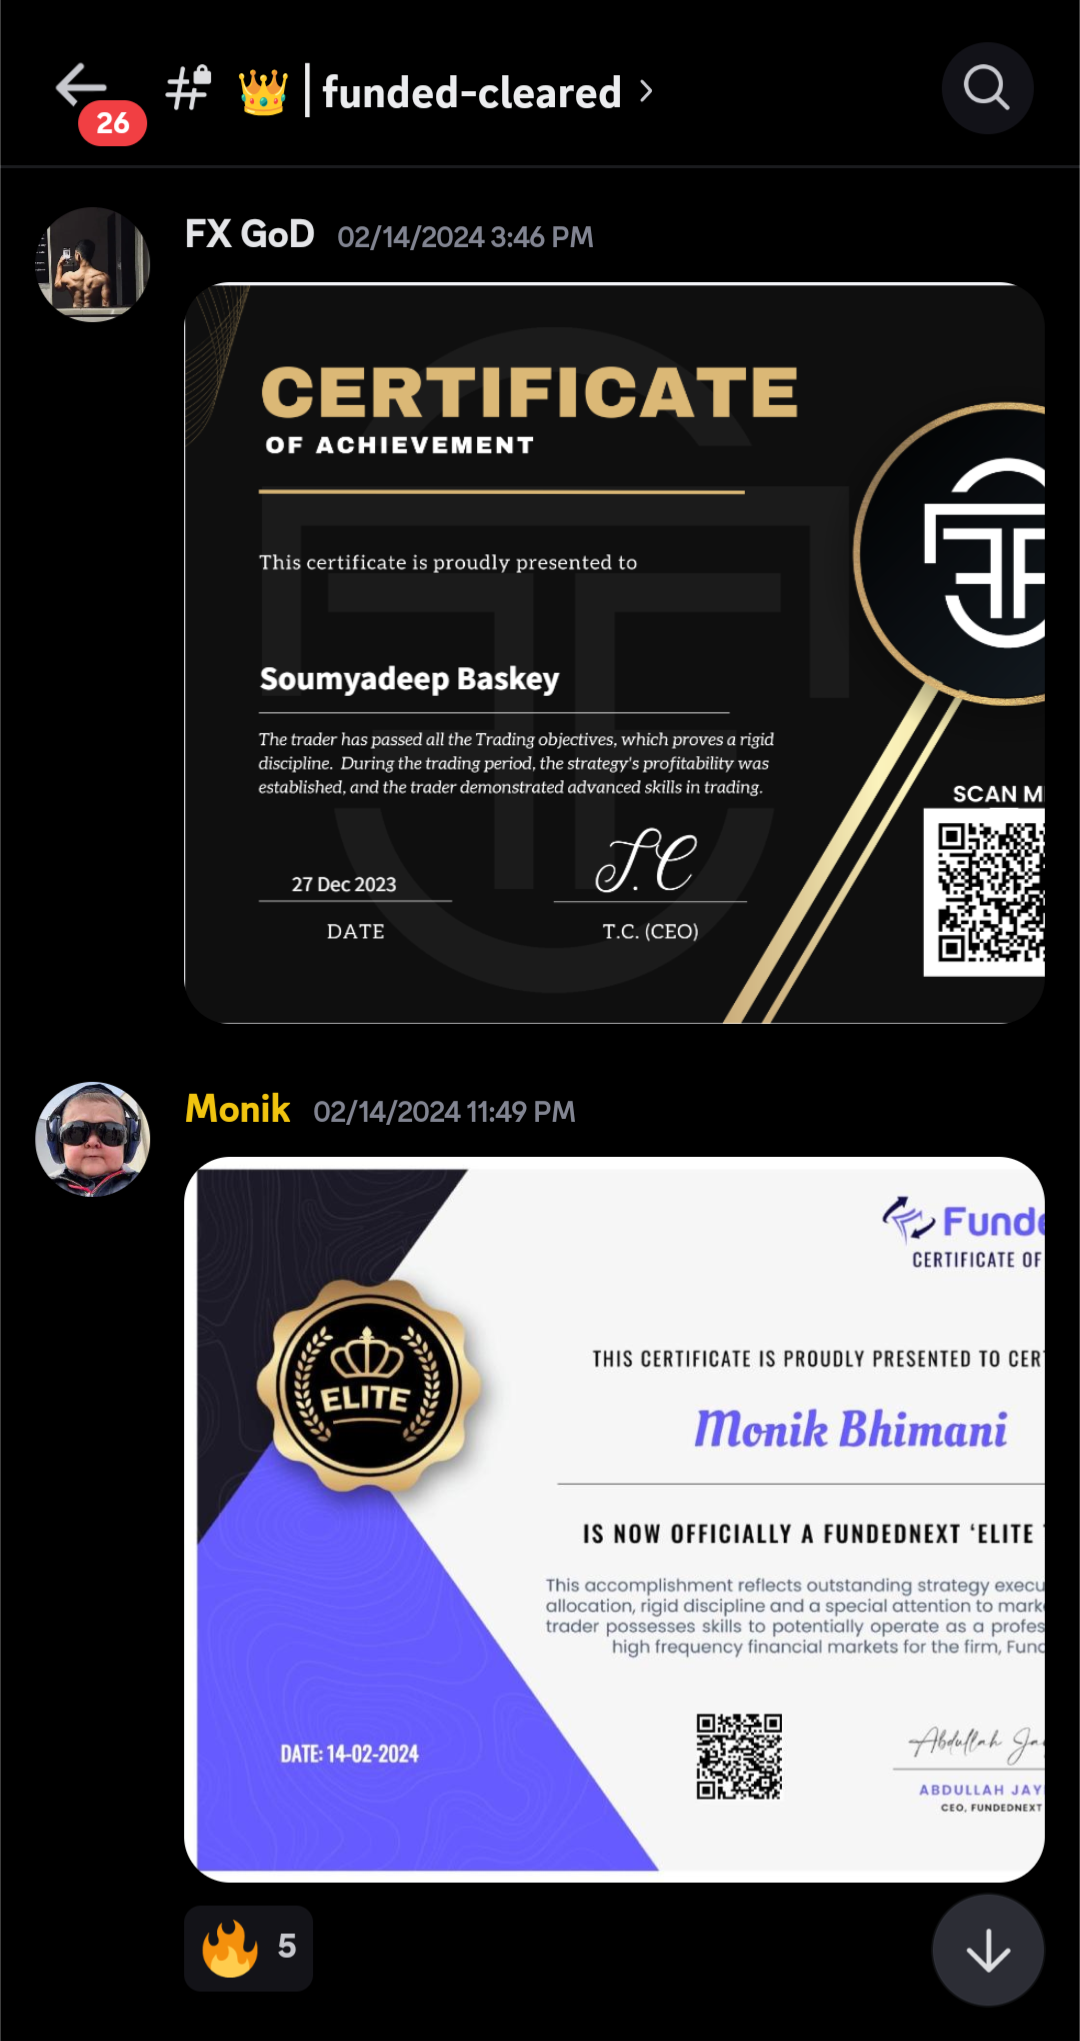 26
# 👑 | funded-cleared >
FX GoD 02/14/2024 3:46 PM
CERTIFICATE
OF ACHIEVEMENT
This certificate is proudly presented to
Soumyadeep Baskey
The trader has passed all the Trading objectives, which proves a rigid
discipline. During the trading period, the strategy's profitability was
established, and the trader demonstrated advanced skills in trading.
SCAN M
27 Dec 2023
DATE
T.C.
T.C. (CEO)
Monik 02/14/2024 11:49 PM
Funde
CERTIFICATE OF
ELITE
THIS CERTIFICATE IS PROUDLY PRESENTED TO CER
Monik Bhimani
IS NOW OFFICIALLY A FUNDEDNEXT ‘ELITE
This accomplishment reflects outstanding strategy execu
allocation, rigid discipline and a special attention to mark
trader possesses skills to potentially operate as a profes
high frequency financial markets for the firm, Fund
DATE: 14-02-2024
Abdullah Ja
ABDULLAH JAY
CEO, FUNDEDNEXT
🔥 5